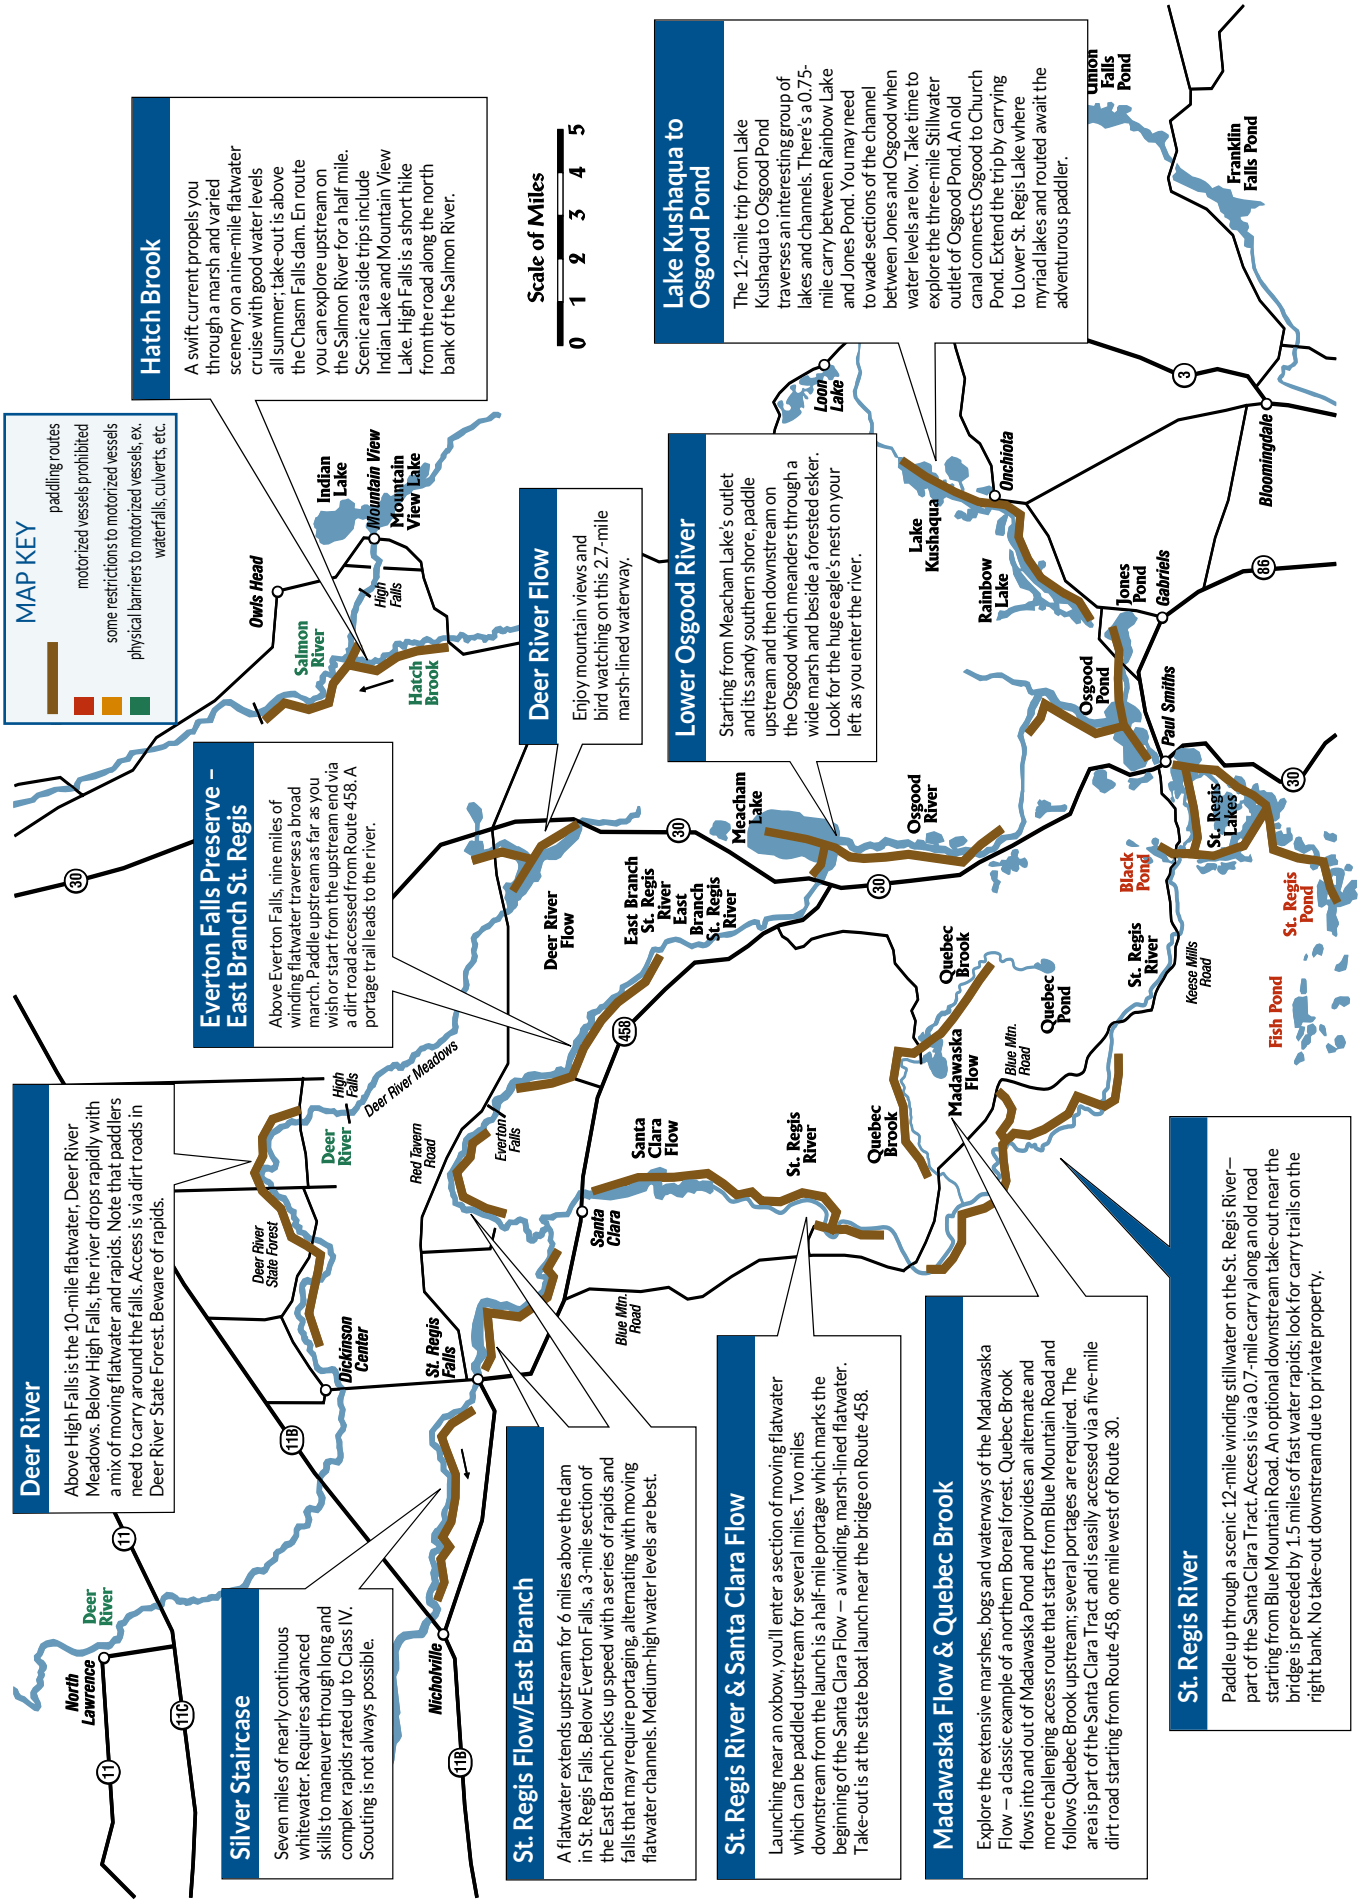 MAP KEY
paddling routes
motorized vessels prohibited
some restrictions to motorized vessels
physical barriers to motorized vessels, ex.
waterfalls, culverts, etc.
Deer River
Above High Falls is the 10-mile flatwater, Deer River
Meadows. Below High Falls, the river drops rapidly with
a mix of moving flatwater and rapids. Note that paddlers
need to carry around the falls. Access is via dirt roads in
Deer River State Forest. Beware of rapids.
Everton Falls Preserve –
East Branch St. Regis
Above Everton Falls, nine miles of
winding flatwater traverses a broad
march. Paddle upstream as far as you
wish or start from the upstream end via
a dirt road accessed from Route 458. A
portage trail leads to the river.
Hatch Brook
A swift current propels you
through a marsh and varied
scenery on a nine-mile flatwater
cruise with good water levels
all summer; take-out is above
the Chasm Falls dam. En route
you can explore upstream on
the Salmon River for a half mile.
Scenic area side trips include
Indian Lake and Mountain View
Lake. High Falls is a short hike
from the road along the north
bank of the Salmon River.
Silver Staircase
Seven miles of nearly continuous
whitewater. Requires advanced
skills to maneuver through long and
complex rapids rated up to Class IV.
Scouting is not always possible.
Deer River Flow
Enjoy mountain views and
bird watching on this 2.7-mile
marsh-lined waterway.
Scale of Miles
0 1 2 3 4 5
St. Regis Flow/East Branch
A flatwater extends upstream for 6 miles above the dam
in St. Regis Falls. Below Everton Falls, a 3-mile section of
the East Branch picks up speed with a series of rapids and
falls that may require portaging, alternating with moving
flatwater channels. Medium-high water levels are best.
Lower Osgood River
Starting from Meacham Lake's outlet
and its sandy southern shore, paddle
upstream and then downstream on
the Osgood which meanders through a
wide marsh and beside a forested esker.
Look for the huge eagle's nest on your
left as you enter the river.
Lake Kushaqua to
Osgood Pond
The 12-mile trip from Lake
Kushaqua to Osgood Pond
traverses an interesting group of
lakes and channels. There's a 0.75-
mile carry between Rainbow Lake
and Jones Pond. You may need
to wade sections of the channel
between Jones and Osgood when
water levels are low. Take time to
explore the three-mile Stillwater
outlet of Osgood Pond. An old
canal connects Osgood to Church
Pond. Extend the trip by carrying
to Lower St. Regis Lake where
myriad lakes and routed await the
adventurous paddler.
St. Regis River & Santa Clara Flow
Launching near an oxbow, you'll enter a section of moving flatwater
which can be paddled upstream for several miles. Two miles
downstream from the launch is a half-mile portage which marks the
beginning of the Santa Clara Flow – a winding, marsh-lined flatwater.
Take-out is at the state boat launch near the bridge on Route 458.
Madawaska Flow & Quebec Brook
Explore the extensive marshes, bogs and waterways of the Madawaska
Flow – a classic example of a northern Boreal forest. Quebec Brook
flows into and out of Madawaska Pond and provides an alternate and
more challenging access route that starts from Blue Mountain Road and
follows Quebec Brook upstream; several portages are required. The
area is part of the Santa Clara Tract and is easily accessed via a five-mile
dirt road starting from Route 458, one mile west of Route 30.
St. Regis River
Paddle up through a scenic 12-mile winding stillwater on the St. Regis River—
part of the Santa Clara Tract. Access is via a 0.7-mile carry along an old road
starting from Blue Mountain Road. An optional downstream take-out near the
bridge is preceded by 1.5 miles of fast water rapids; look for carry trails on the
right bank. No take-out downstream due to private property.
North
Lawrence
Deer
River
11
11
11C
11B
11B
Nicholville
Dickinson
Center
Deer River
State Forest
Deer
River
High
Falls
Deer River Meadows
Red Tavern
Road
St. Regis
Falls
Everton
Falls
Santa
Clara
Blue Mtn.
Road
Santa
Clara
Flow
St. Regis
River
458
30
Owls Head
Salmon
River
Hatch
Brook
High
Falls
Indian
Lake
Mountain View
Mountain
View Lake
Deer River
Flow
East Branch
St. Regis
River
East
Branch
St. Regis
River
30
30
Meacham
Lake
Osgood
River
Quebec
Brook
Quebec
Pond
Madawaska
Flow
Quebec
Brook
Blue Mtn.
Road
St. Regis
River
Keese Mills
Road
Black
Pond
St. Regis
Lakes
St. Regis
Pond
Fish Pond
30
Paul Smiths
Osgood
Pond
Jones
Pond
Gabriels
86
Rainbow
Lake
Lake
Kushaqua
Onchiota
Loon
Lake
3
Bloomingdale
Franklin
Falls Pond
Union
Falls
Pond